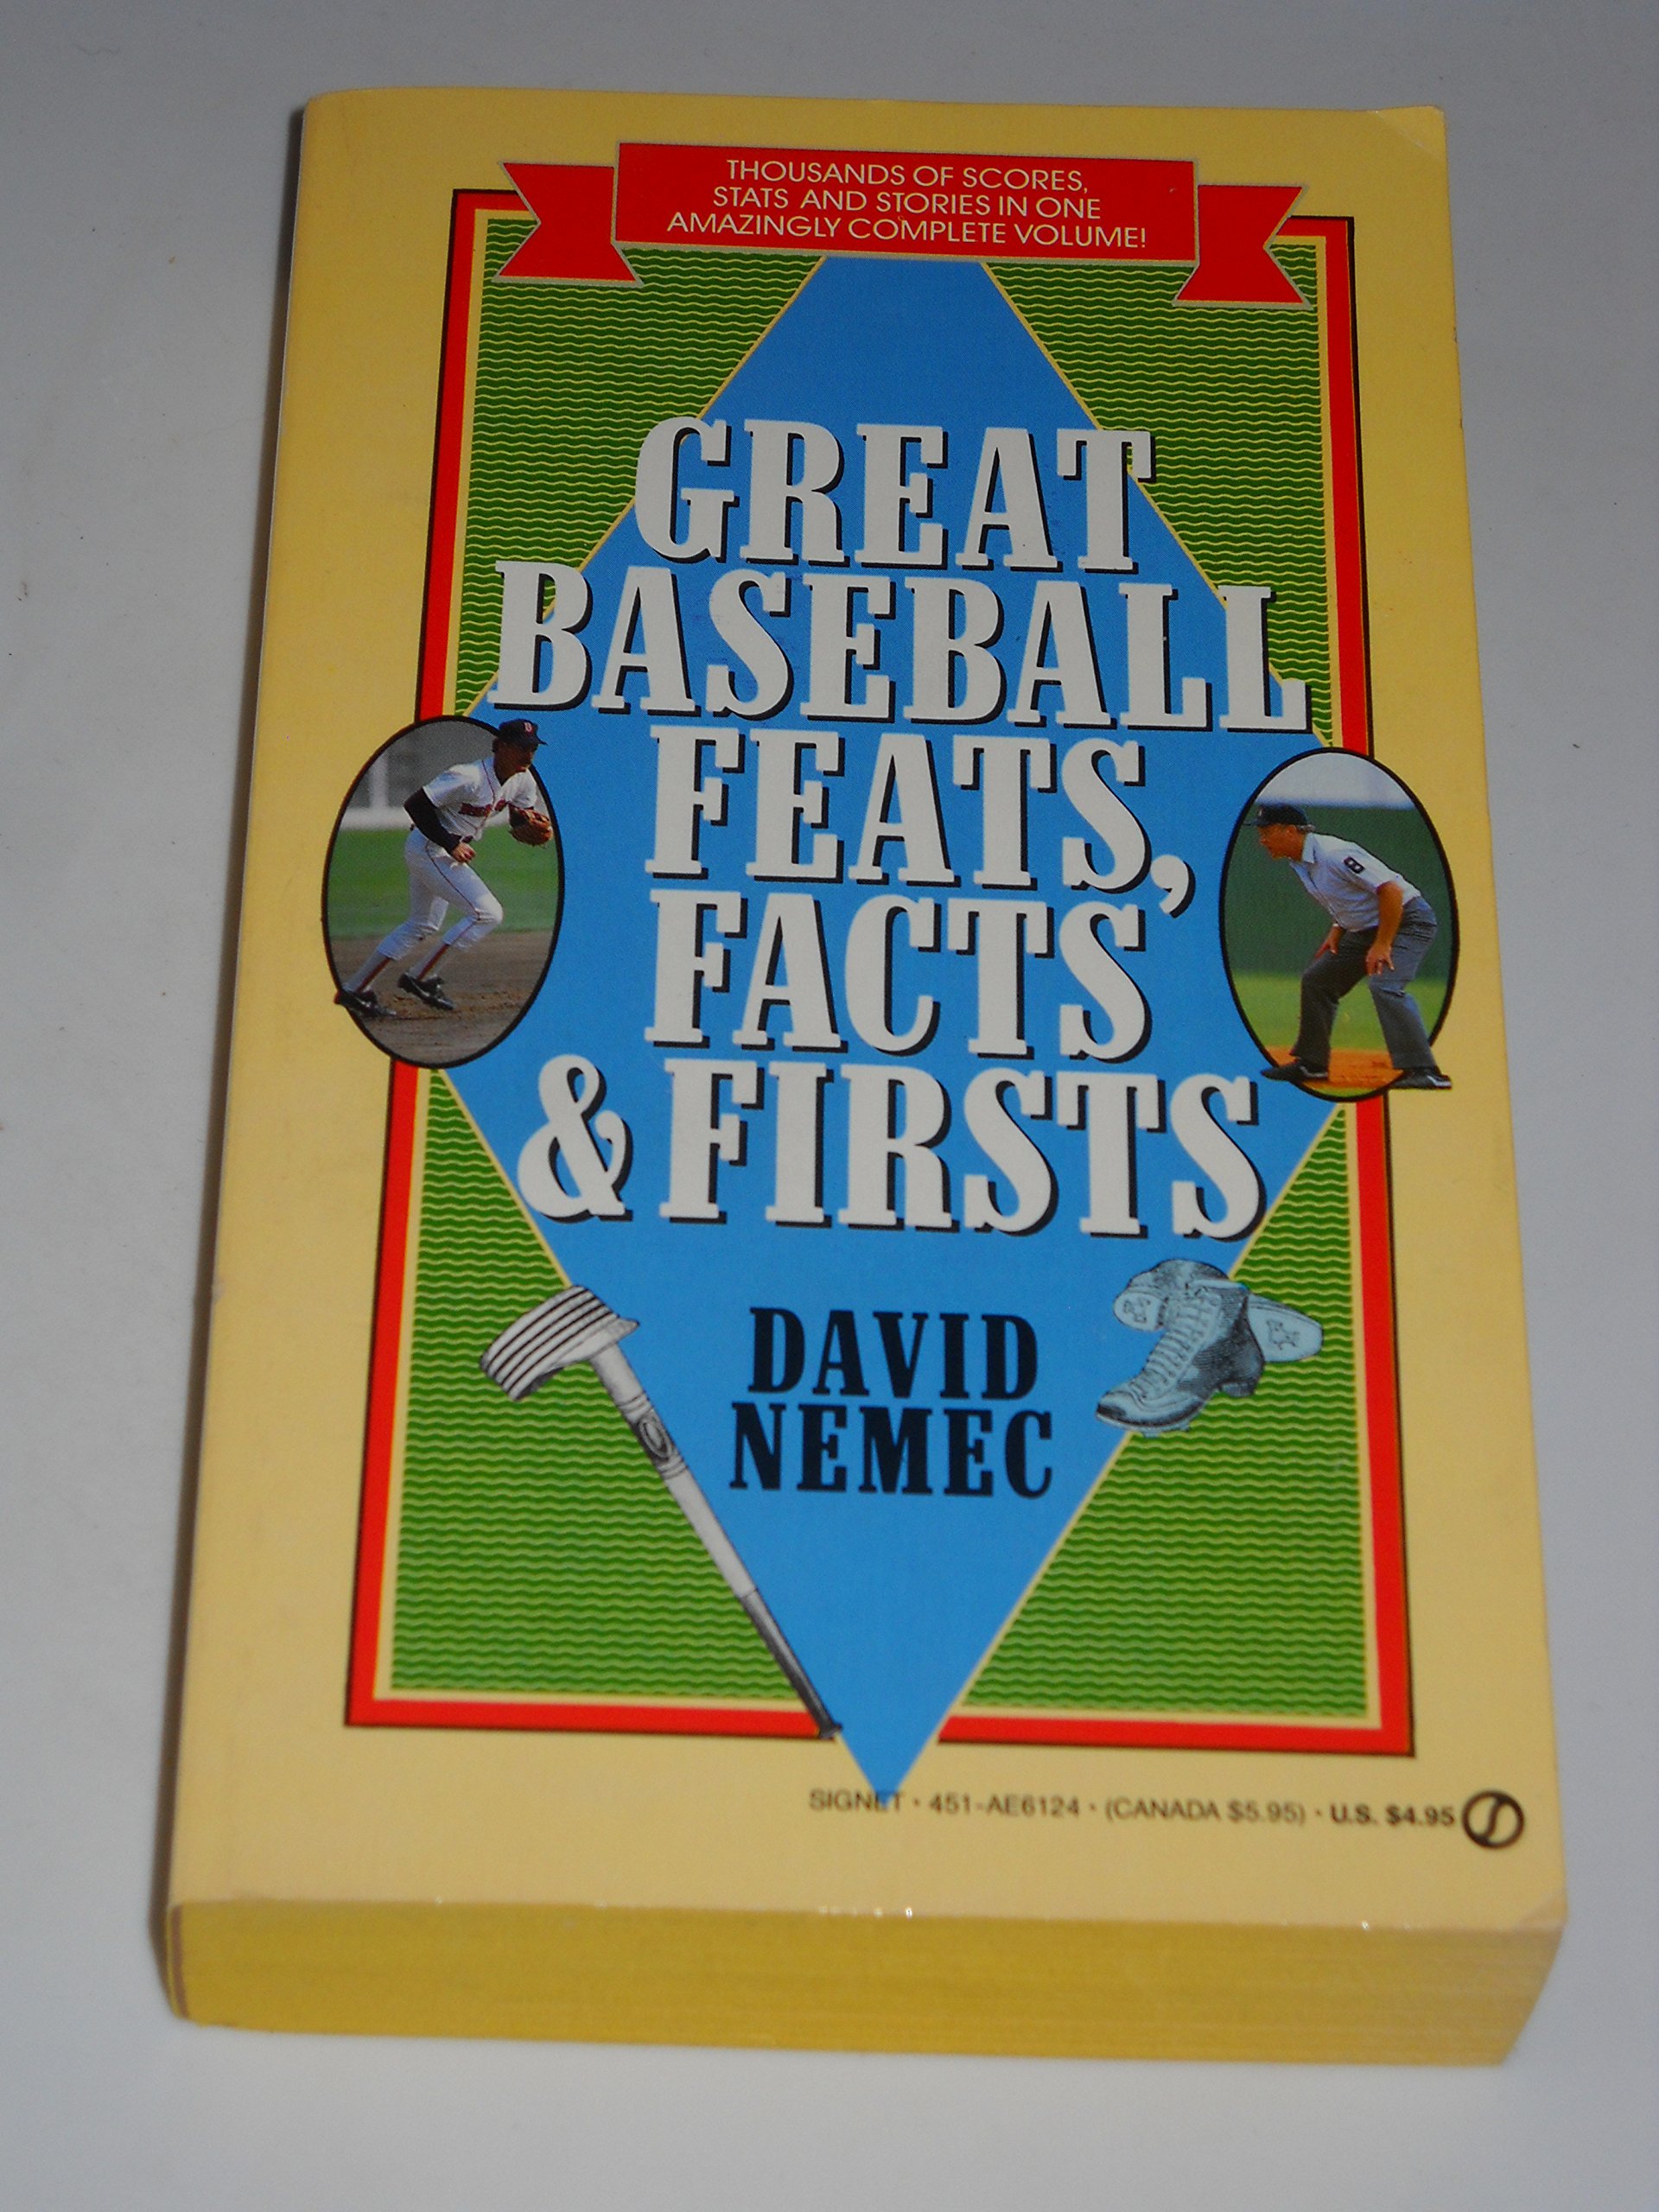 THOUSANDS OF SCORES,
STATS AND STORIES IN ONE
AMAZINGLY COMPLETE VOLUME!
GREAT
BASEBALL
FEATS,
FACTS
& FIRSTS
DAVID
NEMEC
SIGNET • 451-AE6124 • (CANADA $5.95) • U.S. $4.95